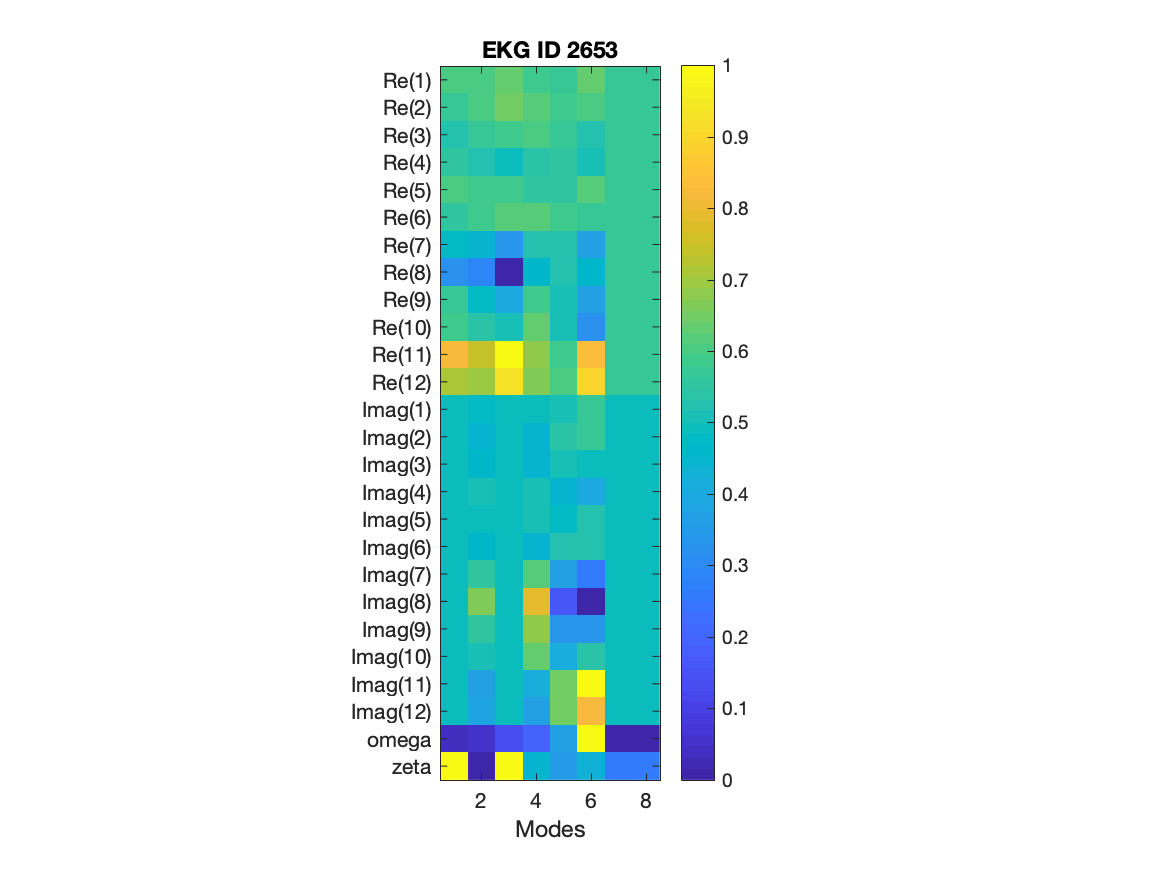 EKG ID 2653
Re(1)
Re(2)
Re(3)
Re(4)
Re(5)
Re(6)
Re(7)
Re(8)
Re(9)
Re(10)
Re(11)
Re(12)
Imag(1)
Imag(2)
Imag(3)
Imag(4)
Imag(5)
Imag(6)
Imag(7)
Imag(8)
Imag(9)
Imag(10)
Imag(11)
Imag(12)
omega
zeta
2 4 6 8
Modes
1
0.9
0.8
0.7
0.6
0.5
0.4
0.3
0.2
0.1
0